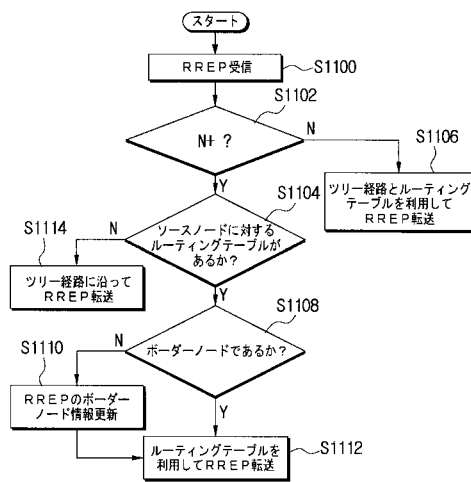 スタート
RREP受信
S1100
S1102
N+ ?
N
Y
S1106
ツリー経路とルーティング
テーブルを利用して
RREP転送
S1104
ソースノードに対する
ルーティングテーブルが
あるか?
N
Y
S1114
ツリー経路に沿って
RREP転送
S1108
ボーダーノードであるか?
N
Y
S1110
RREPのボーダー
ノード情報更新
ルーティングテーブルを
利用してRREP転送
S1112